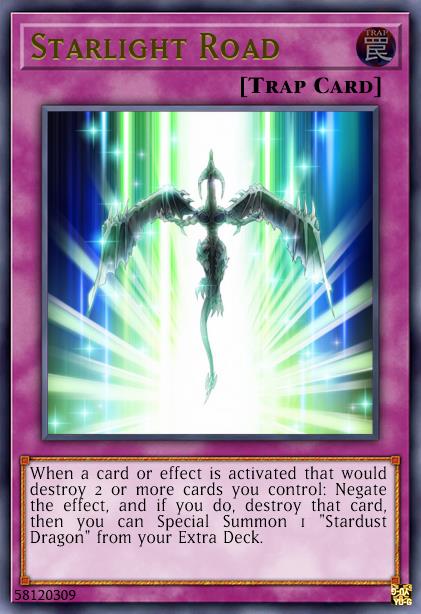 Starlight Road
TRAP
罠
[Trap Card]
When a card or effect is activated that would
destroy 2 or more cards you control: Negate
the effect, and if you do, destroy that card,
then you can Special Summon 1 "Stardust
Dragon" from your Extra Deck.
58120309